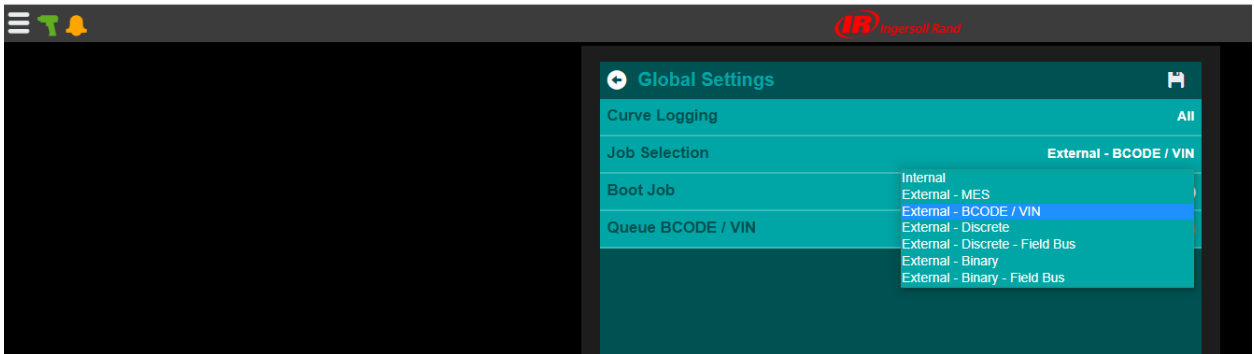 IR Ingersoll Rand
Global Settings
Curve Logging All
Job Selection External - BCODE / VIN
Internal
Boot Job
External - MES
External - BCODE / VIN
Queue BCODE / VIN
External - Discrete
External - Discrete - Field Bus
External - Binary
External - Binary - Field Bus